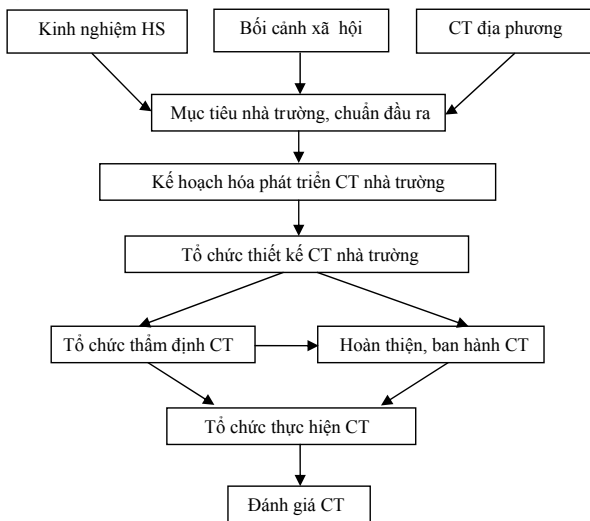 Kinh nghiệm HS
Bối cảnh xã hội
CT địa phương
Mục tiêu nhà trường, chuẩn đầu ra
Kế hoạch hóa phát triển CT nhà trường
Tổ chức thiết kế CT nhà trường
Tổ chức thẩm định CT
Hoàn thiện, ban hành CT
Tổ chức thực hiện CT
Đánh giá CT